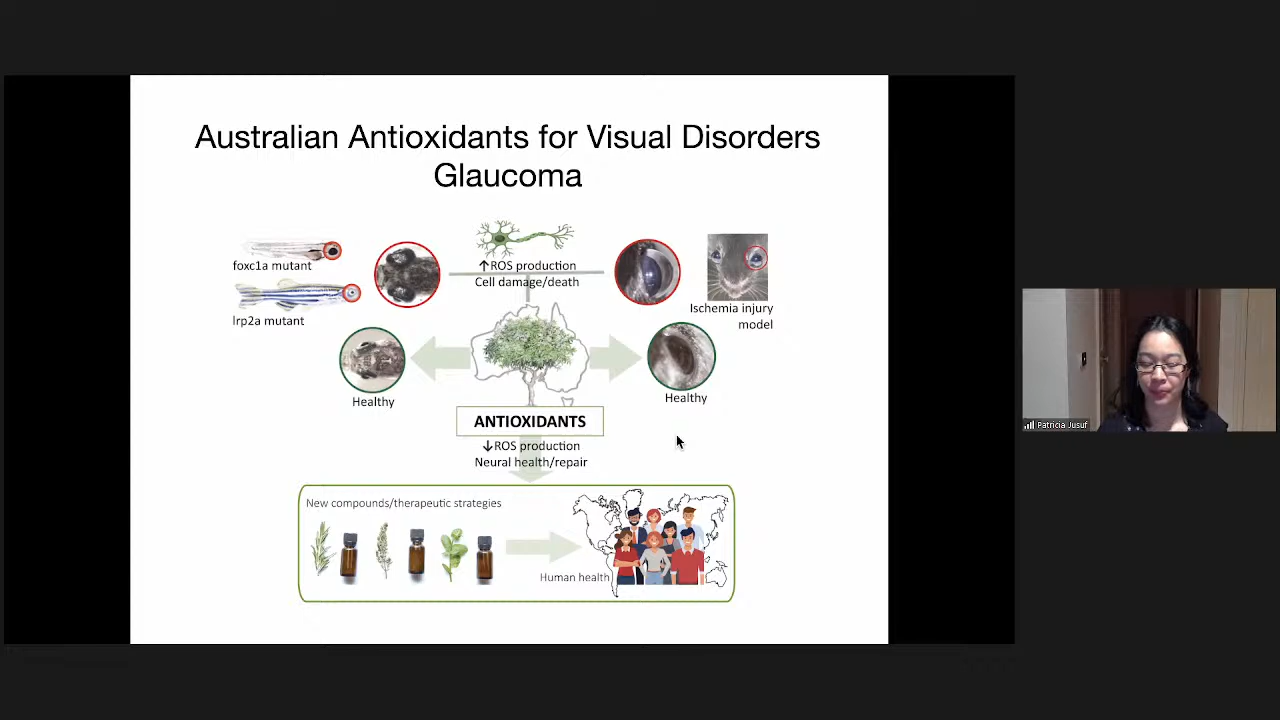 Australian Antioxidants for Visual Disorders
Glaucoma
foxc1a mutant
lrp2a mutant
↑ROS production
Cell damage/death
Ischemia injury
model
Healthy
Healthy
ANTIOXIDANTS
↓ROS production
Neural health/repair
New compounds/therapeutic strategies
Human health
Patricia Jusuf